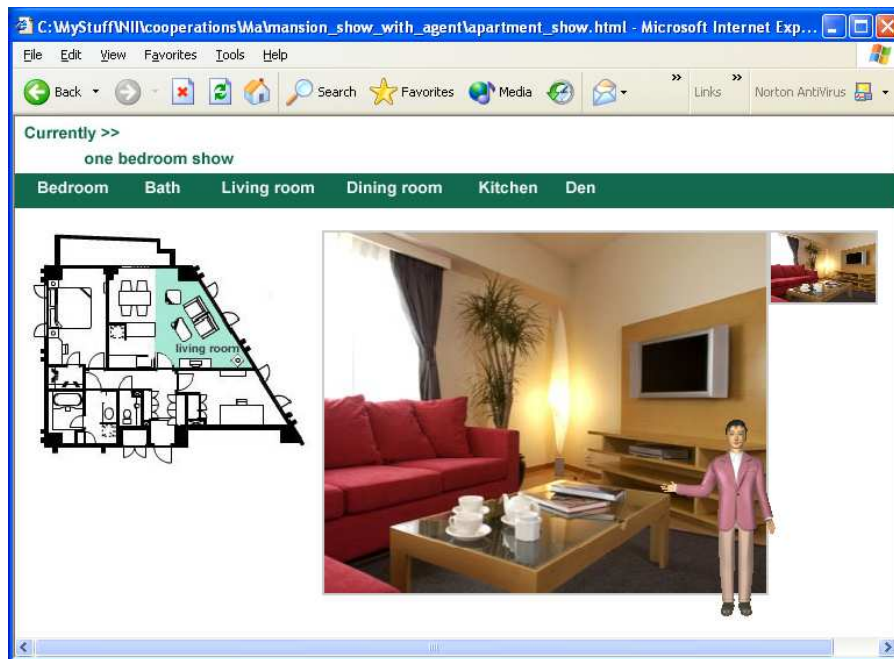 C:\MyStuff\NII\cooperations\Ma\mansion_show_with_agent\apartment_show.html - Microsoft Internet Exp...
File Edit View Favorites Tools Help
Back Search Favorites Media Links Norton AntiVirus
Currently >>
one bedroom show
Bedroom Bath Living room Dining room Kitchen Den
living room